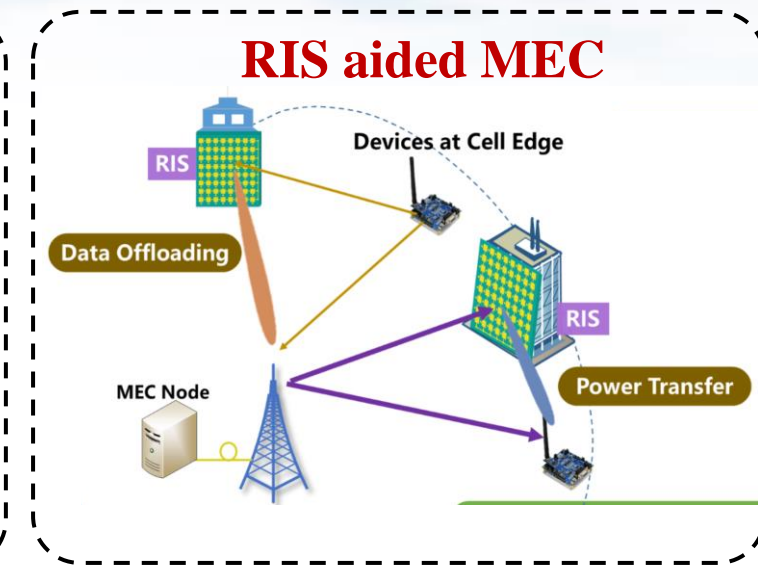 RIS aided MEC
Devices at Cell Edge
RIS
Data Offloading
RIS
MEC Node
Power Transfer